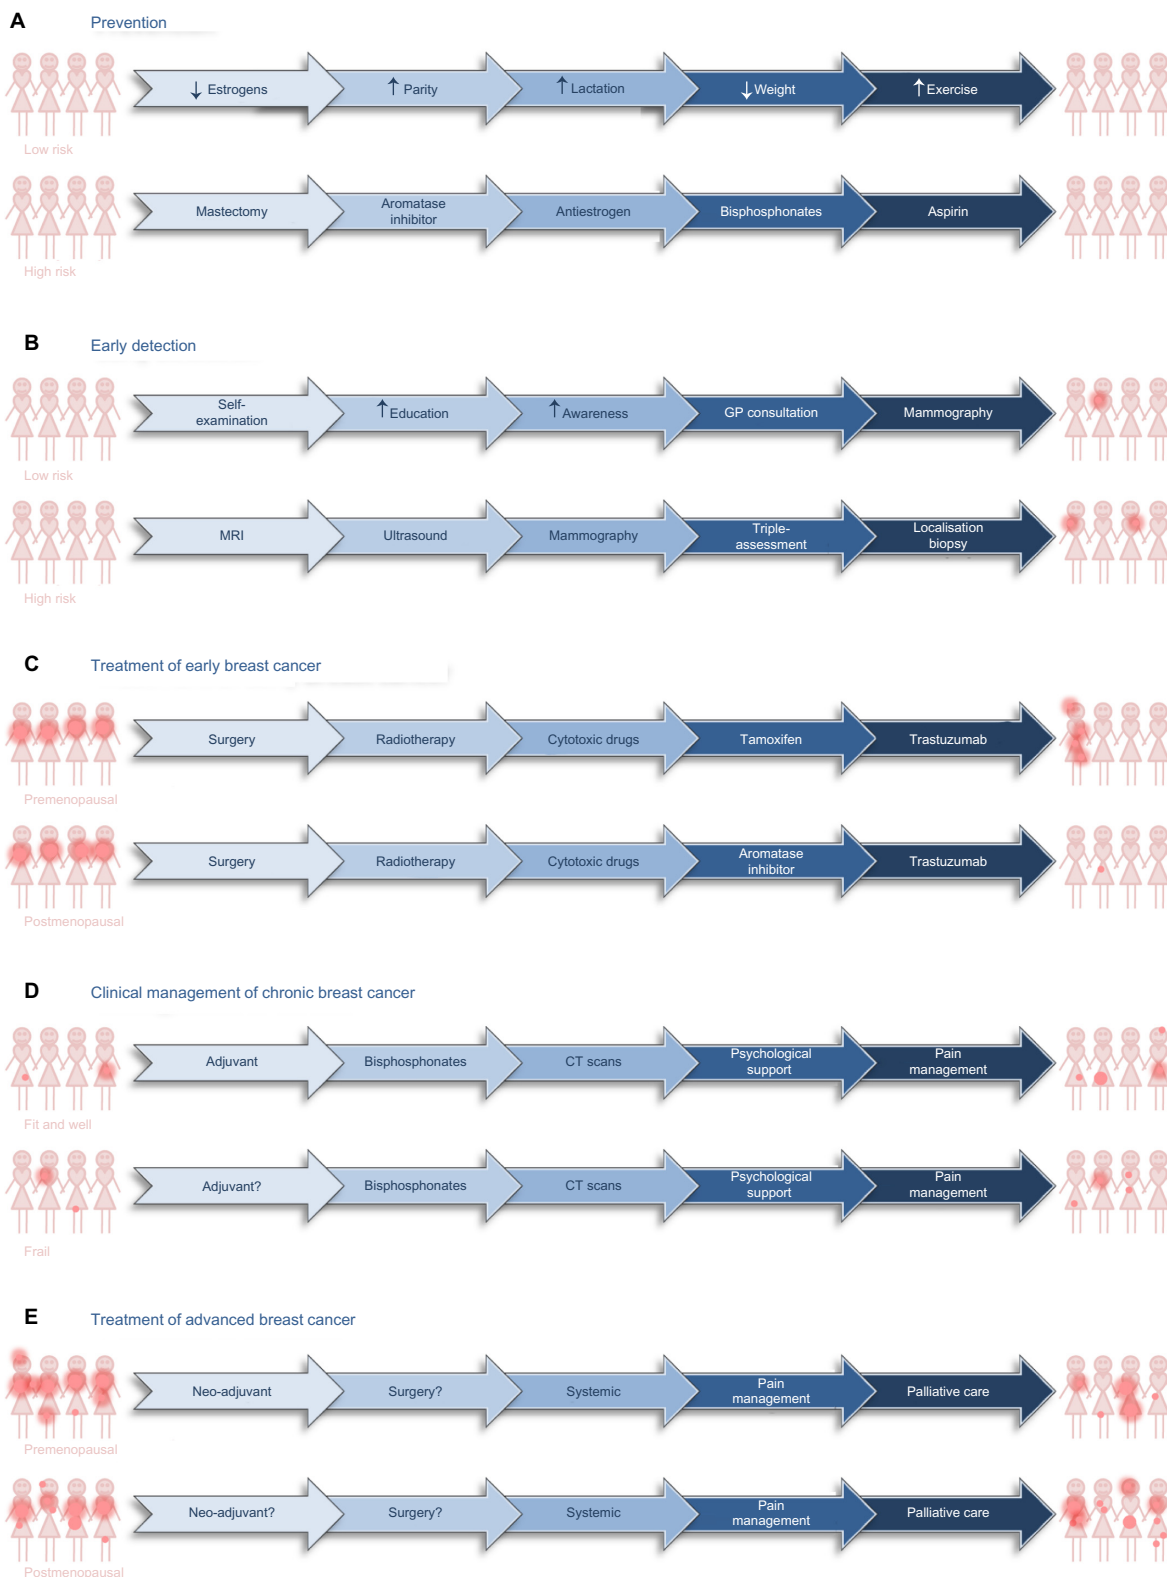 A Prevention
↓ Estrogens
↑ Parity
↑ Lactation
↓ Weight
↑ Exercise
Low risk
Mastectomy
Aromatase
inhibitor
Antiestrogen
Bisphosphonates
Aspirin
High risk
B Early detection
Self-
examination
↑ Education
↑ Awareness
GP consultation
Mammography
Low risk
MRI
Ultrasound
Mammography
Triple-
assessment
Localisation
biopsy
High risk
C Treatment of early breast cancer
Surgery
Radiotherapy
Cytotoxic drugs
Tamoxifen
Trastuzumab
Premenopausal
Surgery
Radiotherapy
Cytotoxic drugs
Aromatase
inhibitor
Trastuzumab
Postmenopausal
D Clinical management of chronic breast cancer
Adjuvant
Bisphosphonates
CT scans
Psychological
support
Pain
management
Fit and well
Adjuvant?
Bisphosphonates
CT scans
Psychological
support
Pain
management
Frail
E Treatment of advanced breast cancer
Neo-adjuvant
Surgery?
Systemic
Pain
management
Palliative care
Premenopausal
Neo-adjuvant?
Surgery?
Systemic
Pain
management
Palliative care
Postmenopausal